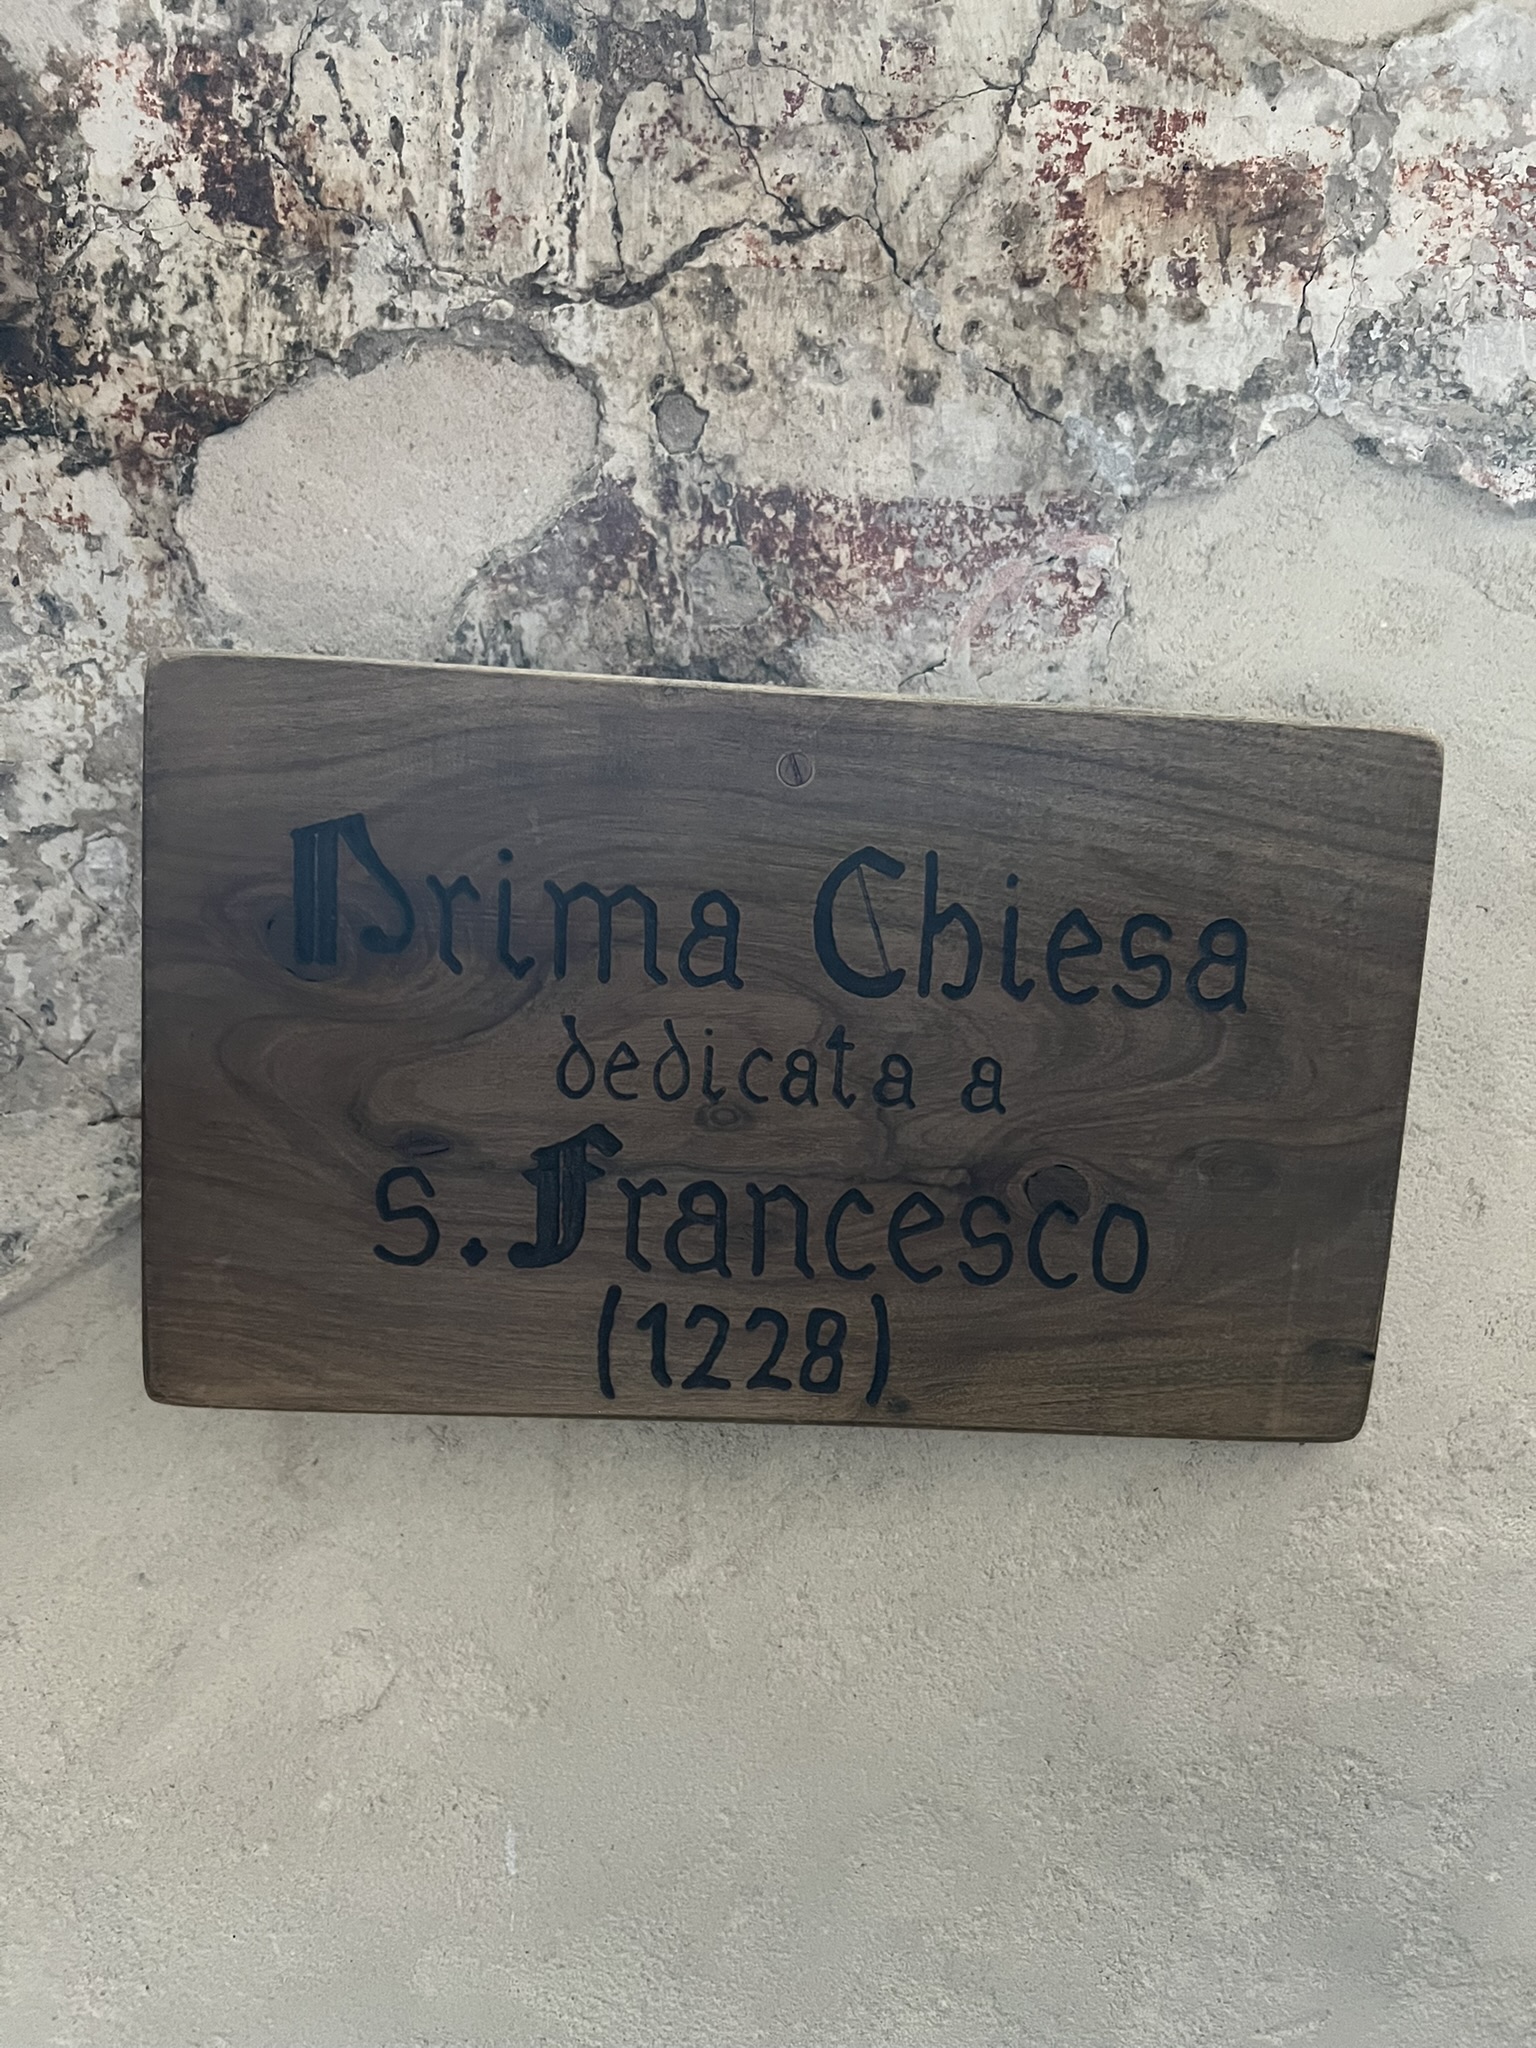 Prima Chiesa
dedicata a
s. Francesco
(1228)